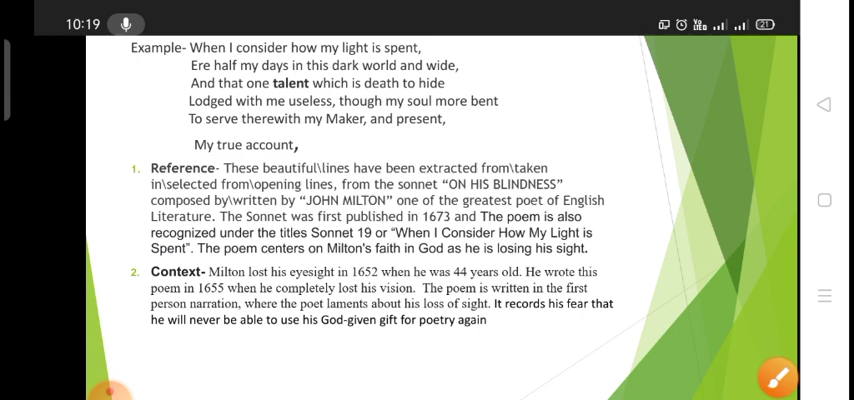 10:19
Vo LTE
21
Example- When I consider how my light is spent,
Ere half my days in this dark world and wide,
And that one talent which is death to hide
Lodged with me useless, though my soul more bent
To serve therewith my Maker, and present,
My true account,
1. Reference- These beautiful\lines have been extracted from\taken
in\selected from\opening lines, from the sonnet “ON HIS BLINDNESS”
composed by\written by “JOHN MILTON” one of the greatest poet of English
Literature. The Sonnet was first published in 1673 and The poem is also
recognized under the titles Sonnet 19 or “When I Consider How My Light is
Spent”. The poem centers on Milton's faith in God as he is losing his sight.
2. Context- Milton lost his eyesight in 1652 when he was 44 years old. He wrote this
poem in 1655 when he completely lost his vision. The poem is written in the first
person narration, where the poet laments about his loss of sight. It records his fear that
he will never be able to use his God-given gift for poetry again